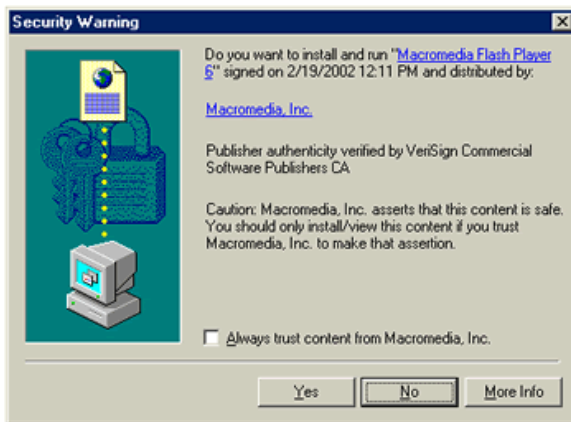 Security Warning
Do you want to install and run "Macromedia Flash Player
6" signed on 2/19/2002 12:11 PM and distributed by:
Macromedia, Inc.
Publisher authenticity verified by VeriSign Commercial
Software Publishers CA
Caution: Macromedia, Inc. asserts that this content is safe.
You should only install/view this content if you trust
Macromedia, Inc. to make that assertion.
Always trust content from Macromedia, Inc.
Yes No More Info